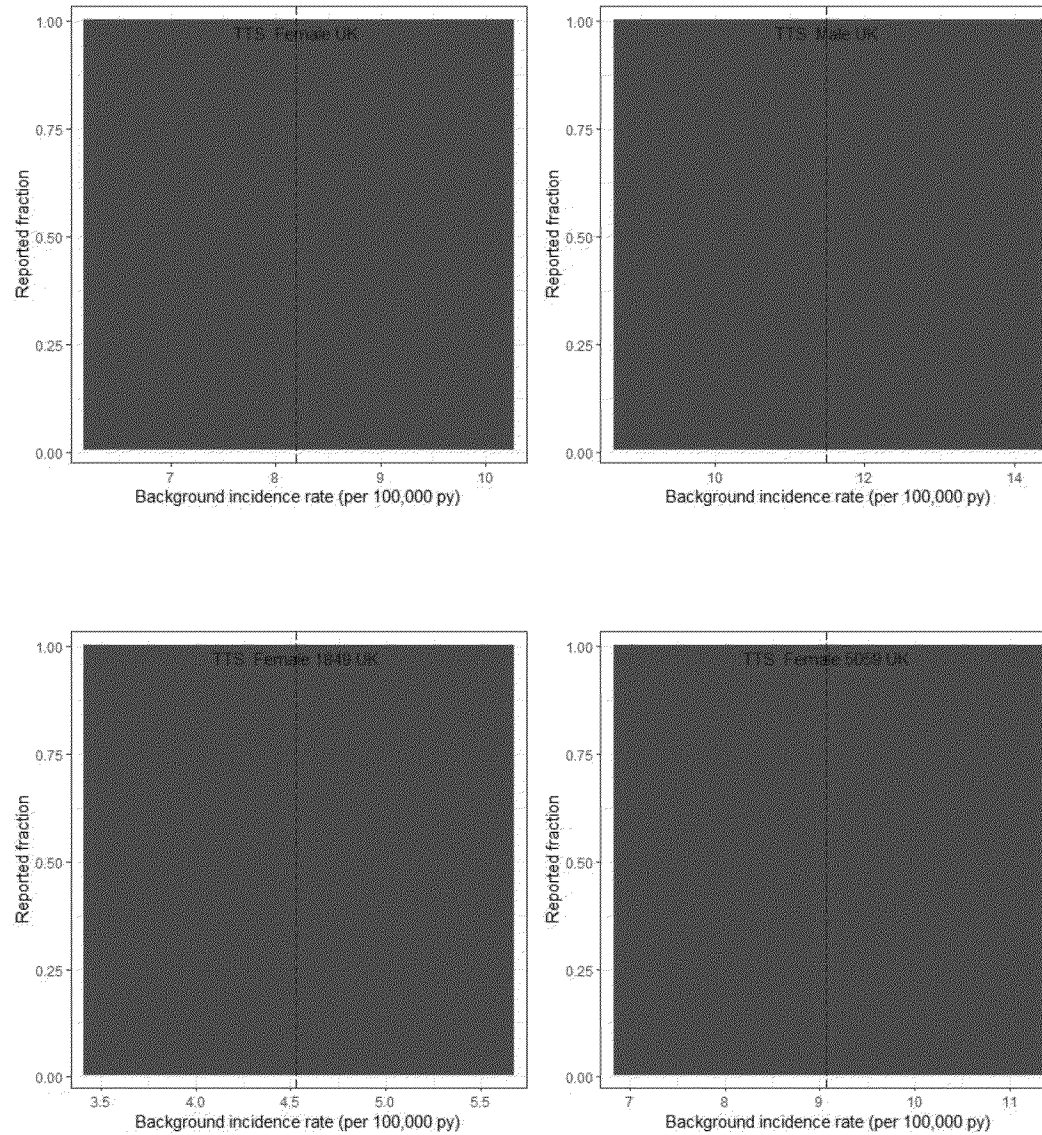 TTS Female UK
1.00
0.75
0.50
0.25
0.00
Reported fraction
7 8 9 10
Background incidence rate (per 100,000 py)
TTS Male UK
1.00
0.75
0.50
0.25
0.00
Reported fraction
10 12 14
Background incidence rate (per 100,000 py)
TTS Female 1849 UK
1.00
0.75
0.50
0.25
0.00
Reported fraction
3.5 4.0 4.5 5.0 5.5
Background incidence rate (per 100,000 py)
TTS Female 5059 UK
1.00
0.75
0.50
0.25
0.00
Reported fraction
7 8 9 10 11
Background incidence rate (per 100,000 py)